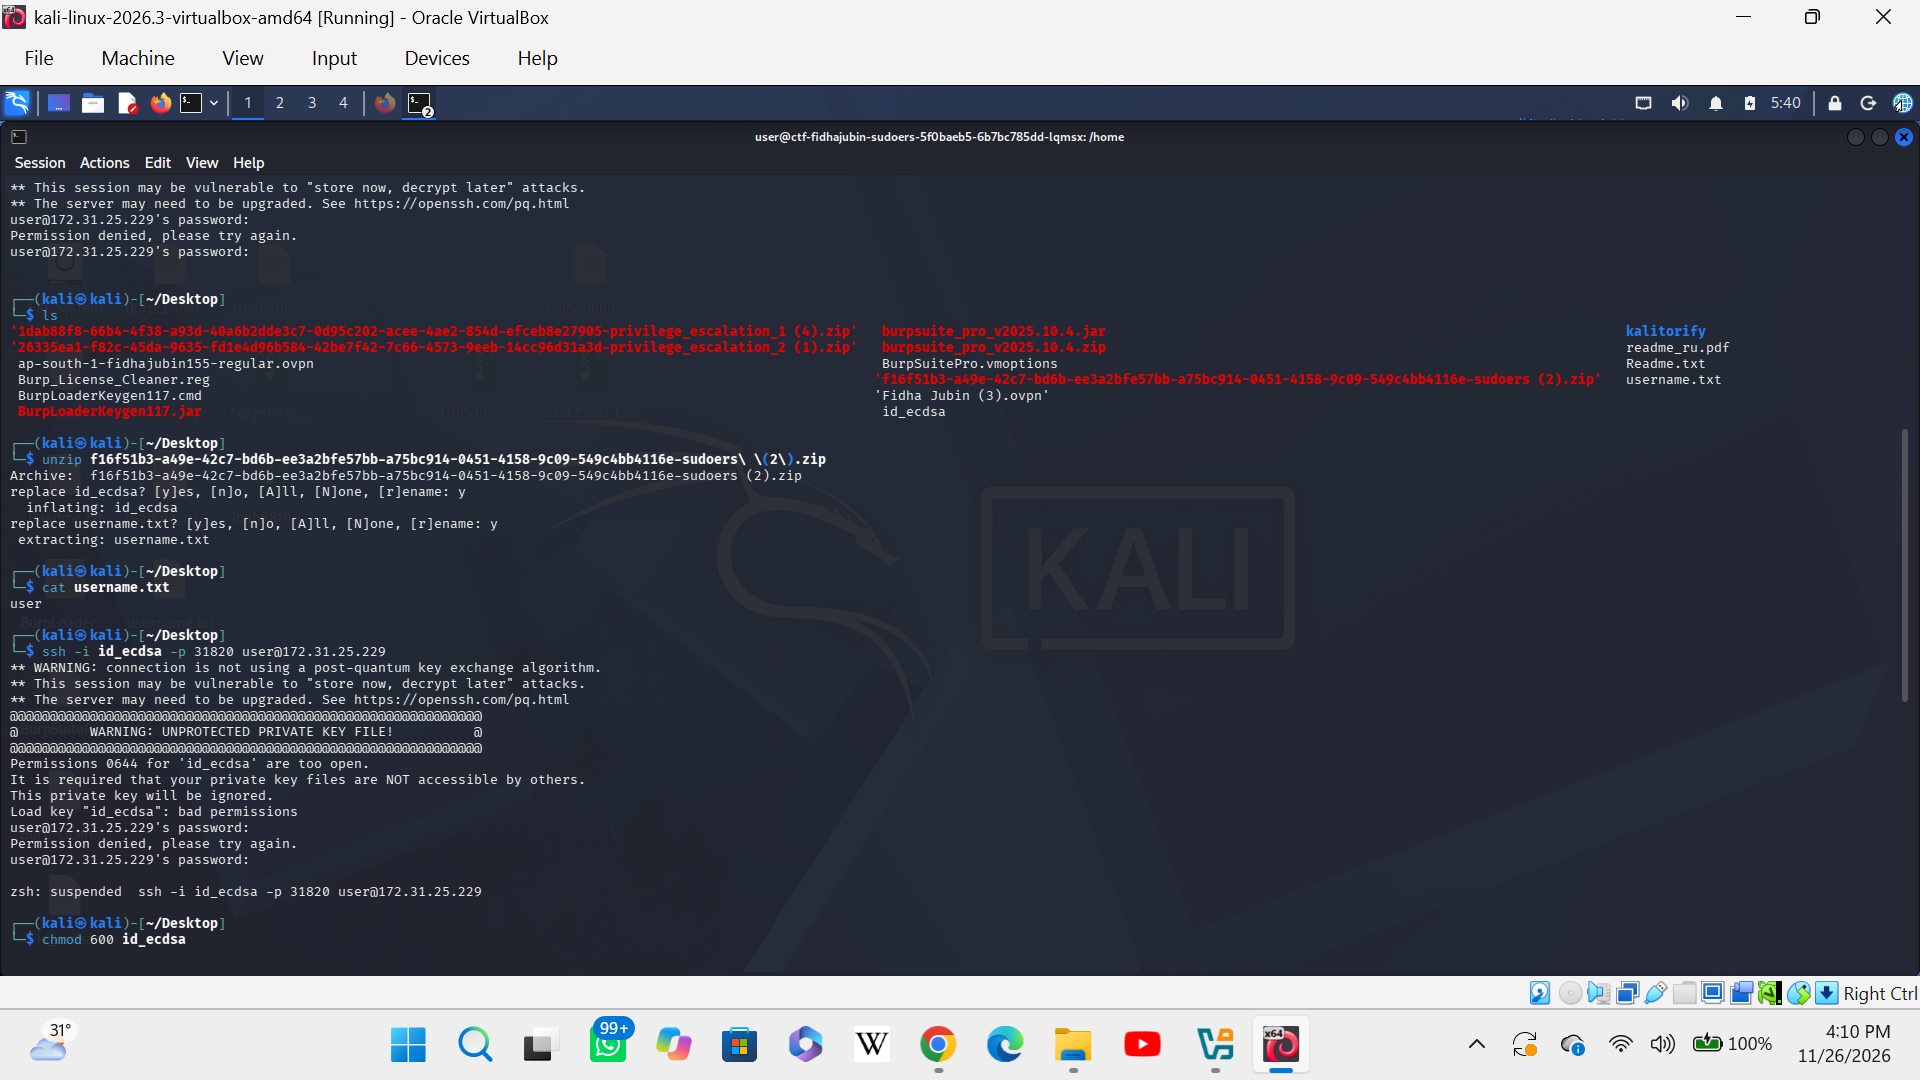 kali-linux-2026.3-virtualbox-amd64 [Running] - Oracle VirtualBox
File Machine View Input Devices Help
1 2 3 4 2 5:40
user@ctf-fidhajubin-sudoers-5f0baeb5-6b7bc785dd-lqmsx: /home
Session Actions Edit View Help
** This session may be vulnerable to "store now, decrypt later" attacks.
** The server may need to be upgraded. See https://openssh.com/pq.html
user@172.31.25.229's password:
Permission denied, please try again.
user@172.31.25.229's password:
┌──(kali㉿kali)-[~/Desktop]
└─$ ls
'1dab88f8-66b4-4f38-a93d-40a6b2dde3c7-0d95c202-acee-4ae2-854d-efceb8e27905-privilege_escalation_1 (4).zip' burpsuite_pro_v2025.10.4.jar kalitorify
'26335ea1-f82c-45da-9635-fd1e4d96b584-42be7f42-7c66-4573-9eeb-14cc96d31a3d-privilege_escalation_2 (1).zip' burpsuite_pro_v2025.10.4.zip readme_ru.pdf
ap-south-1-fidhajubin155-regular.ovpn BurpSuitePro.vmoptions Readme.txt
Burp_License_Cleaner.reg 'f16f51b3-a49e-42c7-bd6b-ee3a2bfe57bb-a75bc914-0451-4158-9c09-549c4bb4116e-sudoers (2).zip' username.txt
BurpLoaderKeygen117.cmd 'Fidha Jubin (3).ovpn'
BurpLoaderKeygen117.jar id_ecdsa
┌──(kali㉿kali)-[~/Desktop]
└─$ unzip f16f51b3-a49e-42c7-bd6b-ee3a2bfe57bb-a75bc914-0451-4158-9c09-549c4bb4116e-sudoers\ \(2\).zip
Archive: f16f51b3-a49e-42c7-bd6b-ee3a2bfe57bb-a75bc914-0451-4158-9c09-549c4bb4116e-sudoers (2).zip
replace id_ecdsa? [y]es, [n]o, [A]ll, [N]one, [r]ename: y
inflating: id_ecdsa
replace username.txt? [y]es, [n]o, [A]ll, [N]one, [r]ename: y
extracting: username.txt
┌──(kali㉿kali)-[~/Desktop]
└─$ cat username.txt
user
┌──(kali㉿kali)-[~/Desktop]
└─$ ssh -i id_ecdsa -p 31820 user@172.31.25.229
** WARNING: connection is not using a post-quantum key exchange algorithm.
** This session may be vulnerable to "store now, decrypt later" attacks.
** The server may need to be upgraded. See https://openssh.com/pq.html
@@@@@@@@@@@@@@@@@@@@@@@@@@@@@@@@@@@@@@@@@@@@@@@@@@@@@@@@@@@
@ WARNING: UNPROTECTED PRIVATE KEY FILE! @
@@@@@@@@@@@@@@@@@@@@@@@@@@@@@@@@@@@@@@@@@@@@@@@@@@@@@@@@@@@
Permissions 0644 for 'id_ecdsa' are too open.
It is required that your private key files are NOT accessible by others.
This private key will be ignored.
Load key "id_ecdsa": bad permissions
user@172.31.25.229's password:
Permission denied, please try again.
user@172.31.25.229's password:
zsh: suspended ssh -i id_ecdsa -p 31820 user@172.31.25.229
┌──(kali㉿kali)-[~/Desktop]
└─$ chmod 600 id_ecdsa
KALI
Right Ctrl
31°
99+
x64
100%
4:10 PM
11/26/2026